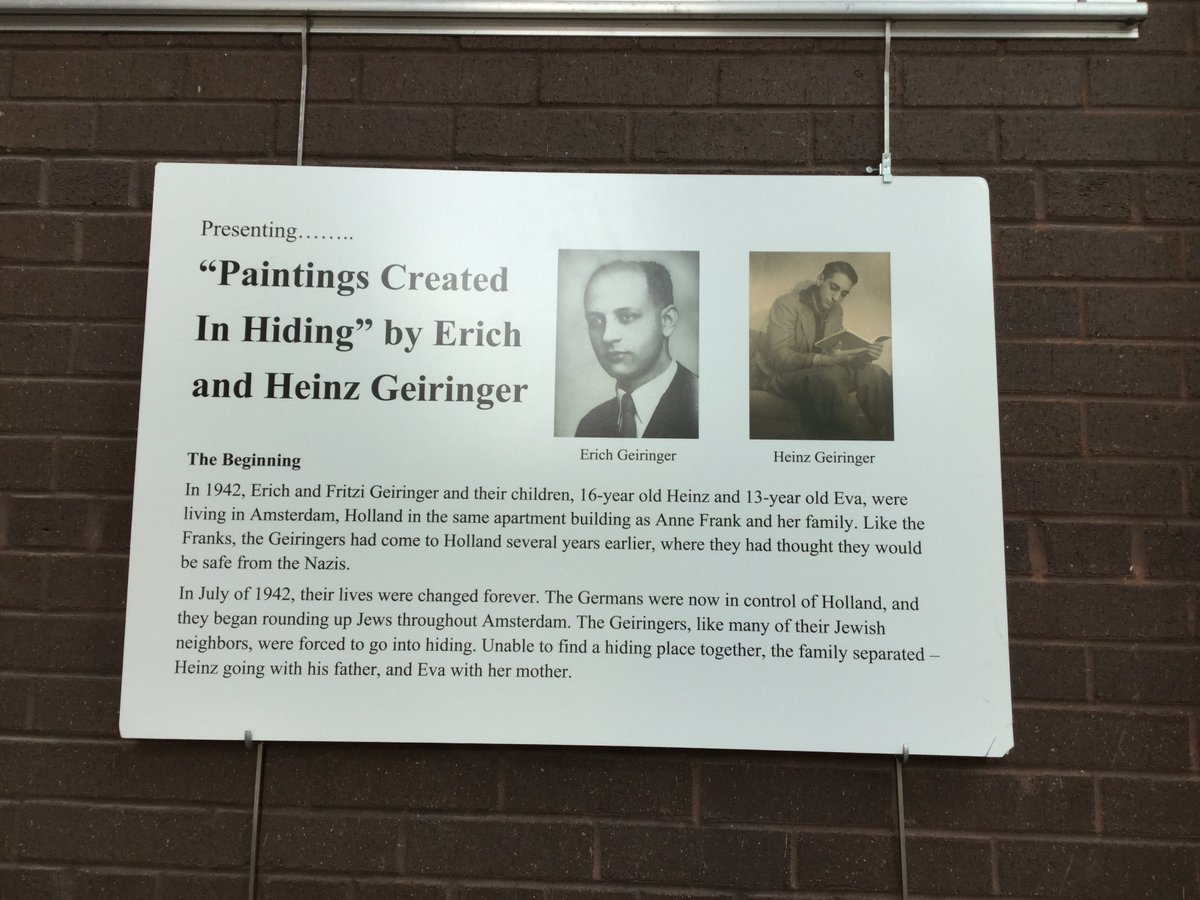 Presenting……..
“Paintings Created
In Hiding” by Erich
and Heinz Geiringer
Erich Geiringer
Heinz Geiringer
The Beginning
In 1942, Erich and Fritzi Geiringer and their children, 16-year old Heinz and 13-year old Eva, were
living in Amsterdam, Holland in the same apartment building as Anne Frank and her family. Like the
Franks, the Geiringers had come to Holland several years earlier, where they had thought they would
be safe from the Nazis.
In July of 1942, their lives were changed forever. The Germans were now in control of Holland, and
they began rounding up Jews throughout Amsterdam. The Geiringers, like many of their Jewish
neighbors, were forced to go into hiding. Unable to find a hiding place together, the family separated –
Heinz going with his father, and Eva with her mother.